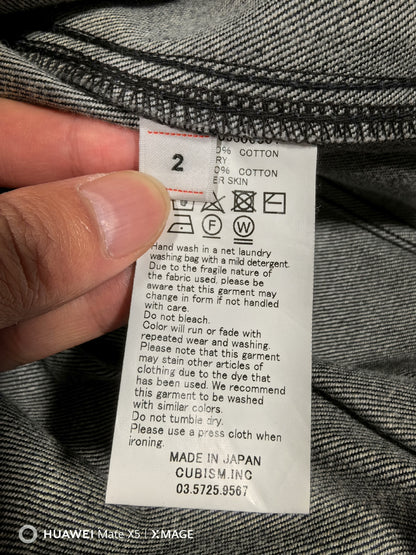 2
% COTTON
RY:
% COTTON
ER SKIN
Hand wash in a net laundry
washing bag with a mild detergent.
Due to the fragile nature of
the fabric used, please be
aware that this garment may
change in form if not handled
with care.
Do not bleach.
Color will run or fade with
repeated wear and washing.
Please note that this garment
may stain other articles of
clothing due to the dye that
has been used. We recommend
this garment to be washed
with similar colors.
Do not tumble dry.
Please use a press cloth when
ironing.
MADE IN JAPAN
CUBISM.INC
03.5725.9567
HUAWEI Mate X5 | XMAGE